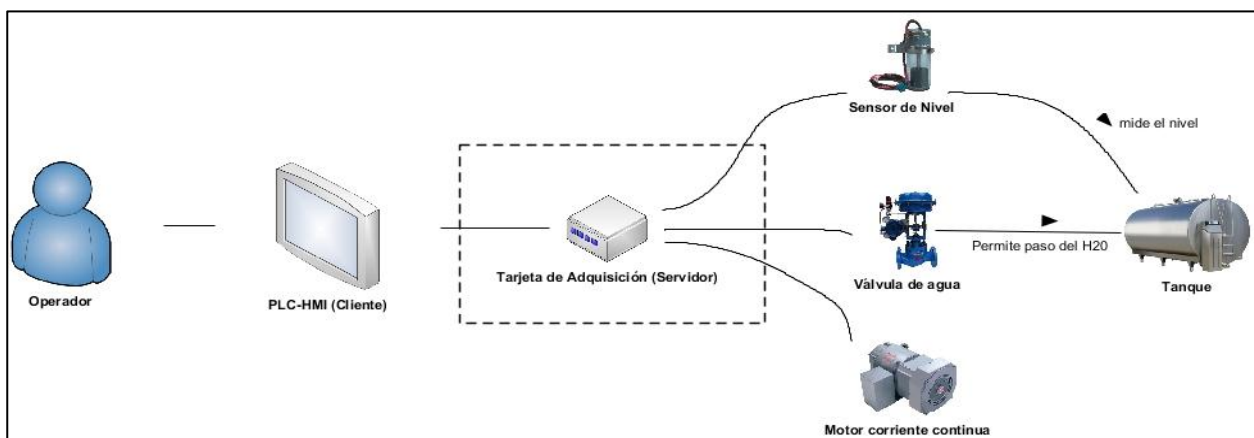 Sensor de Nivel
mide el nivel
Operador
PLC-HMI (Cliente)
Tarjeta de Adquisición (Servidor)
Válvula de agua
Permite paso del H20
Tanque
Motor corriente continua